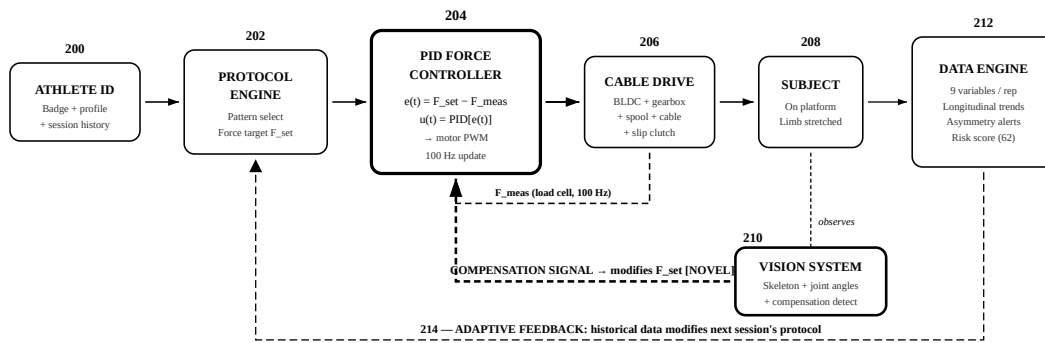 200
ATHLETE ID
Badge + profile
+ session history
202
PROTOCOL
ENGINE
Pattern select
Force target F_set
204
PID FORCE
CONTROLLER
e(t) = F_set − F_meas
u(t) = PID[e(t)]
→ motor PWM
100 Hz update
206
CABLE DRIVE
BLDC + gearbox
+ spool + cable
+ slip clutch
208
SUBJECT
On platform
Limb stretched
212
DATA ENGINE
9 variables / rep
Longitudinal trends
Asymmetry alerts
Risk score (62)
F_meas (load cell, 100 Hz)
observes
210
VISION SYSTEM
Skeleton + joint angles
+ compensation detect
COMPENSATION SIGNAL → modifies F_set [NOVEL]
214 — ADAPTIVE FEEDBACK: historical data modifies next session's protocol